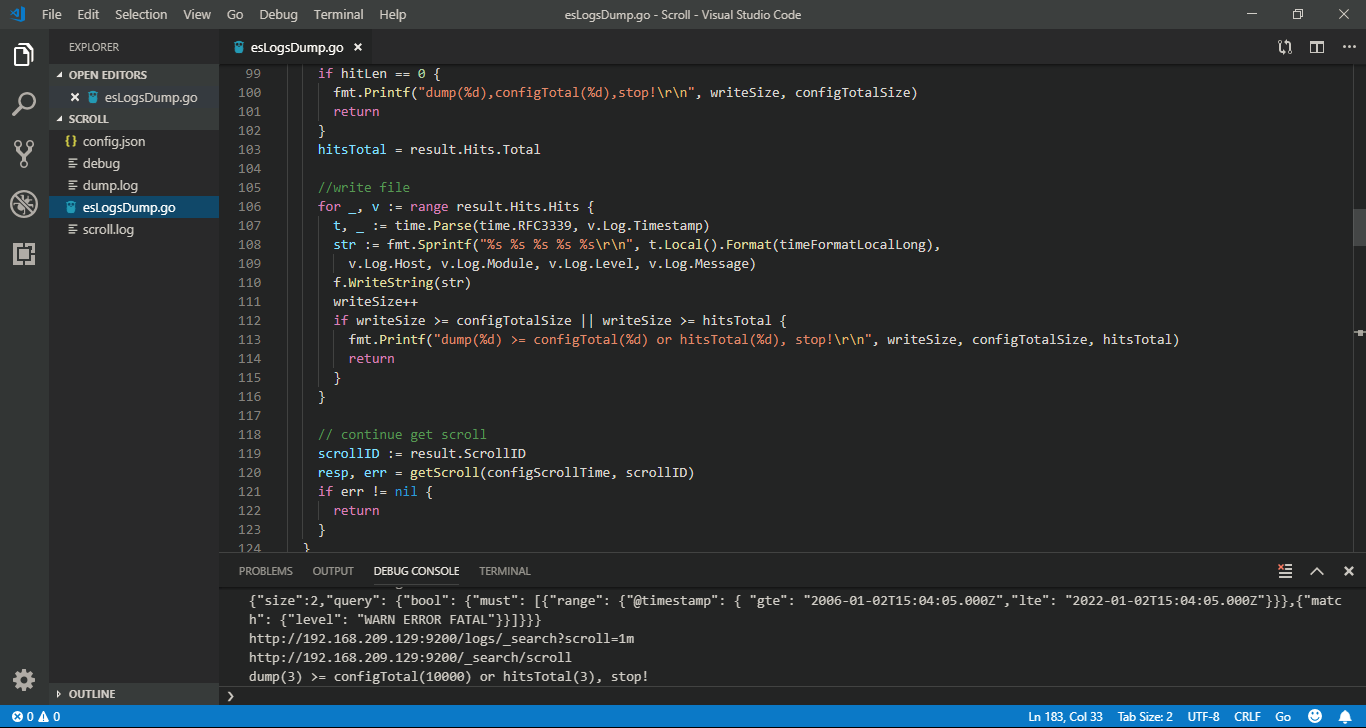 File Edit Selection View Go Debug Terminal Help esLogsDump.go - Scroll - Visual Studio Code
EXPLORER
OPEN EDITORS
esLogsDump.go
SCROLL
{} config.json
debug
dump.log
esLogsDump.go
scroll.log
OUTLINE
esLogsDump.go
99 if hitLen == 0 {
100 fmt.Printf("dump(%d),configTotal(%d),stop!\r\n", writeSize, configTotalSize)
101 return
102 }
103 hitsTotal = result.Hits.Total
104
105 //write file
106 for _, v := range result.Hits.Hits {
107 t, _ := time.Parse(time.RFC3339, v.Log.Timestamp)
108 str := fmt.Sprintf("%s %s %s %s %s\r\n", t.Local().Format(timeFormatLocalLong),
109 v.Log.Host, v.Log.Module, v.Log.Level, v.Log.Message)
110 f.WriteString(str)
111 writeSize++
112 if writeSize >= configTotalSize || writeSize >= hitsTotal {
113 fmt.Printf("dump(%d) >= configTotal(%d) or hitsTotal(%d), stop!\r\n", writeSize, configTotalSize, hitsTotal)
114 return
115 }
116 }
117
118 // continue get scroll
119 scrollID := result.ScrollID
120 resp, err = getScroll(configScrollTime, scrollID)
121 if err != nil {
122 return
123 }
124 }
PROBLEMS OUTPUT DEBUG CONSOLE TERMINAL
{"size":2,"query": {"bool": {"must": [{"range": {"@timestamp": { "gte": "2006-01-02T15:04:05.000Z","lte": "2022-01-02T15:04:05.000Z"}}},{"matc
h": {"level": "WARN ERROR FATAL"}}]}}}
http://192.168.209.129:9200/logs/_search?scroll=1m
http://192.168.209.129:9200/_search/scroll
dump(3) >= configTotal(10000) or hitsTotal(3), stop!
0 0 Ln 183, Col 33 Tab Size: 2 UTF-8 CRLF Go